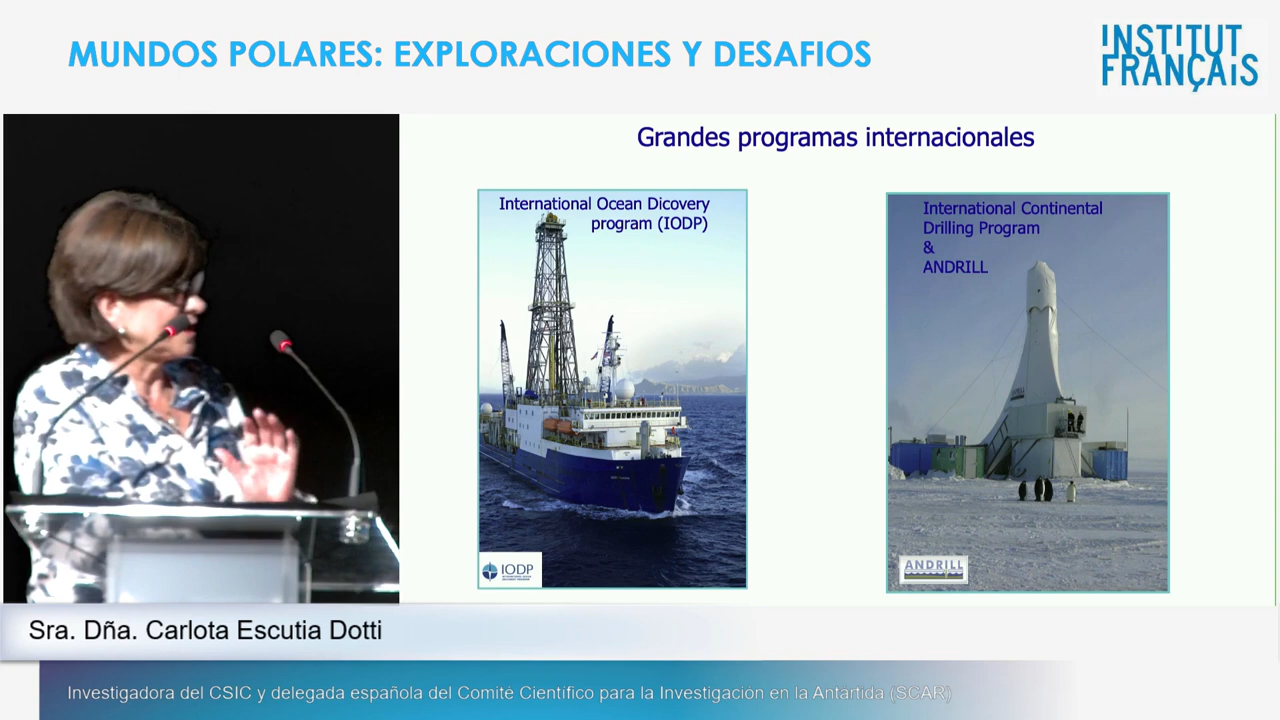 MUNDOS POLARES: EXPLORACIONES Y DESAFIOS
INSTITUT
FRANÇAIS
Grandes programas internacionales
International Ocean Dicovery
program (IODP)
International Continental
Drilling Program
&
ANDRILL
IODP
ANDRILL
Sra. Dña. Carlota Escutia Dotti
Investigadora del CSIC y delegada española del Comité Científico para la Investigación en la Antártida (SCAR)